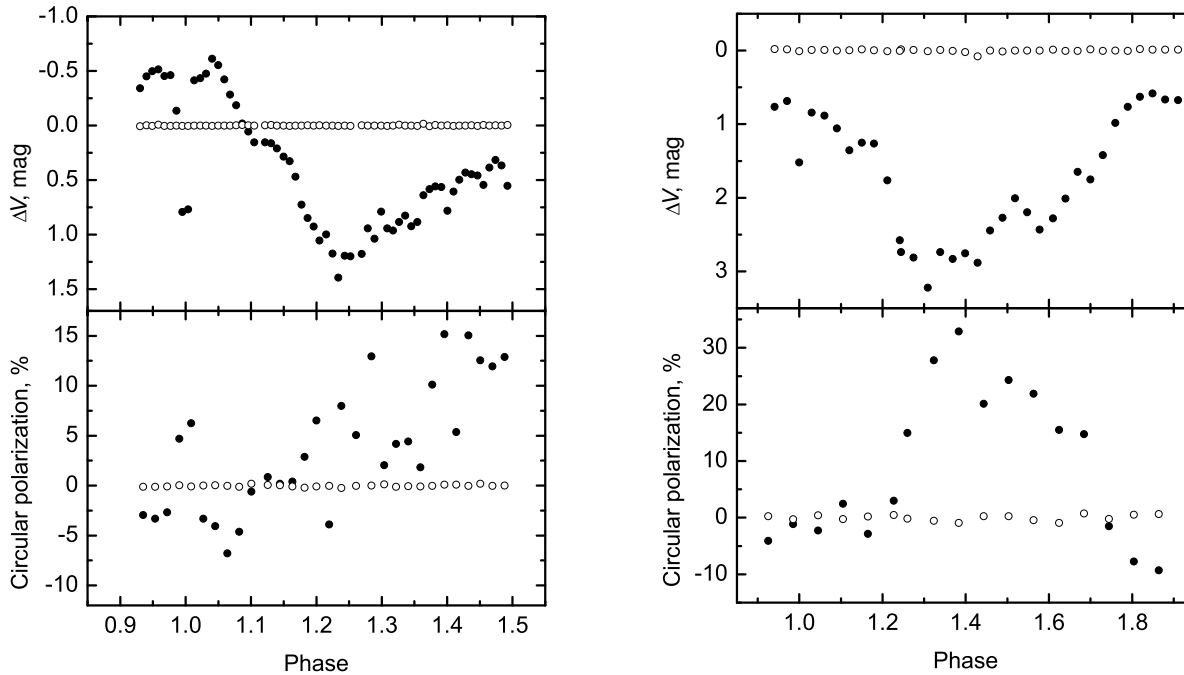 -1.0
-0.5
0.0
0.5
1.0
1.5
ΔV, mag
15
10
5
0
-5
-10
Circular polarization, %
0.9 1.0 1.1 1.2 1.3 1.4 1.5
Phase
0
1
2
3
ΔV, mag
30
20
10
0
-10
Circular polarization, %
1.0 1.2 1.4 1.6 1.8
Phase